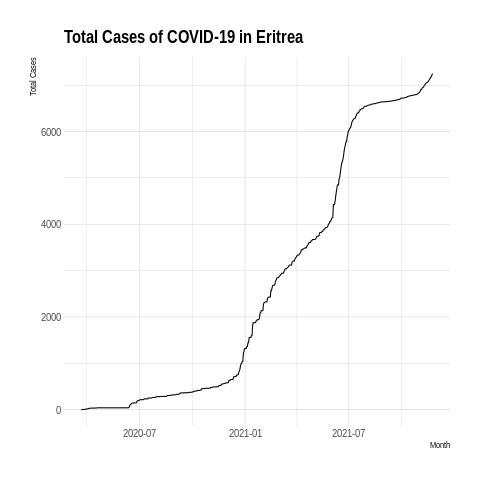 Total Cases of COVID-19 in Eritrea
Total Cases
6000
4000
2000
0
2020-07 2021-01 2021-07
Month